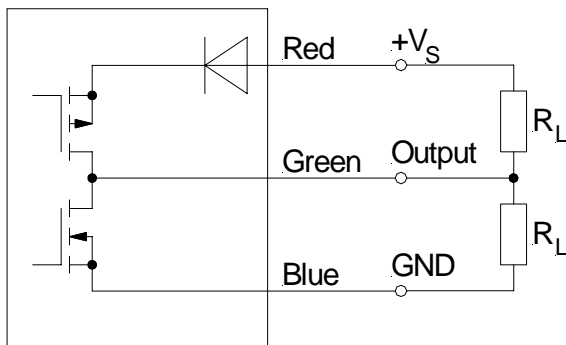 Red +VS
RL
Green Output
RL
Blue GND